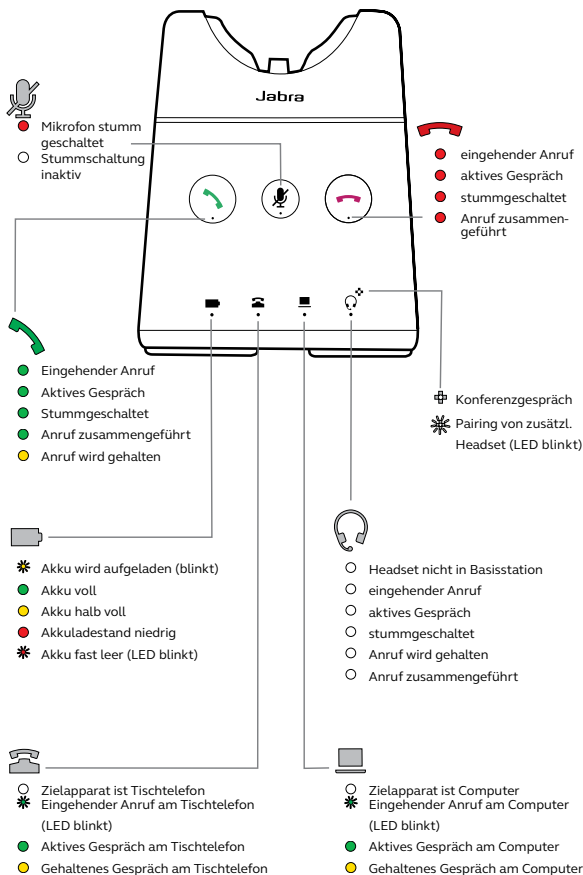 Jabra
Mikrofon stumm
geschaltet
Stummschaltung
inaktiv
eingehender Anruf
aktives Gespräch
stummgeschaltet
Anruf zusammen-
geführt
Eingehender Anruf
Aktives Gespräch
Stummgeschaltet
Anruf zusammengeführt
Anruf wird gehalten
Konferenzgespräch
Pairing von zusätzl.
Headset (LED blinkt)
Akku wird aufgeladen (blinkt)
Akku voll
Akku halb voll
Akkuladestand niedrig
Akku fast leer (LED blinkt)
Headset nicht in Basisstation
eingehender Anruf
aktives Gespräch
stummgeschaltet
Anruf wird gehalten
Anruf zusammengeführt
Zielapparat ist Tischtelefon
Eingehender Anruf am Tischtelefon
(LED blinkt)
Aktives Gespräch am Tischtelefon
Gehaltenes Gespräch am Tischtelefon
Zielapparat ist Computer
Eingehender Anruf am Computer
(LED blinkt)
Aktives Gespräch am Computer
Gehaltenes Gespräch am Computer